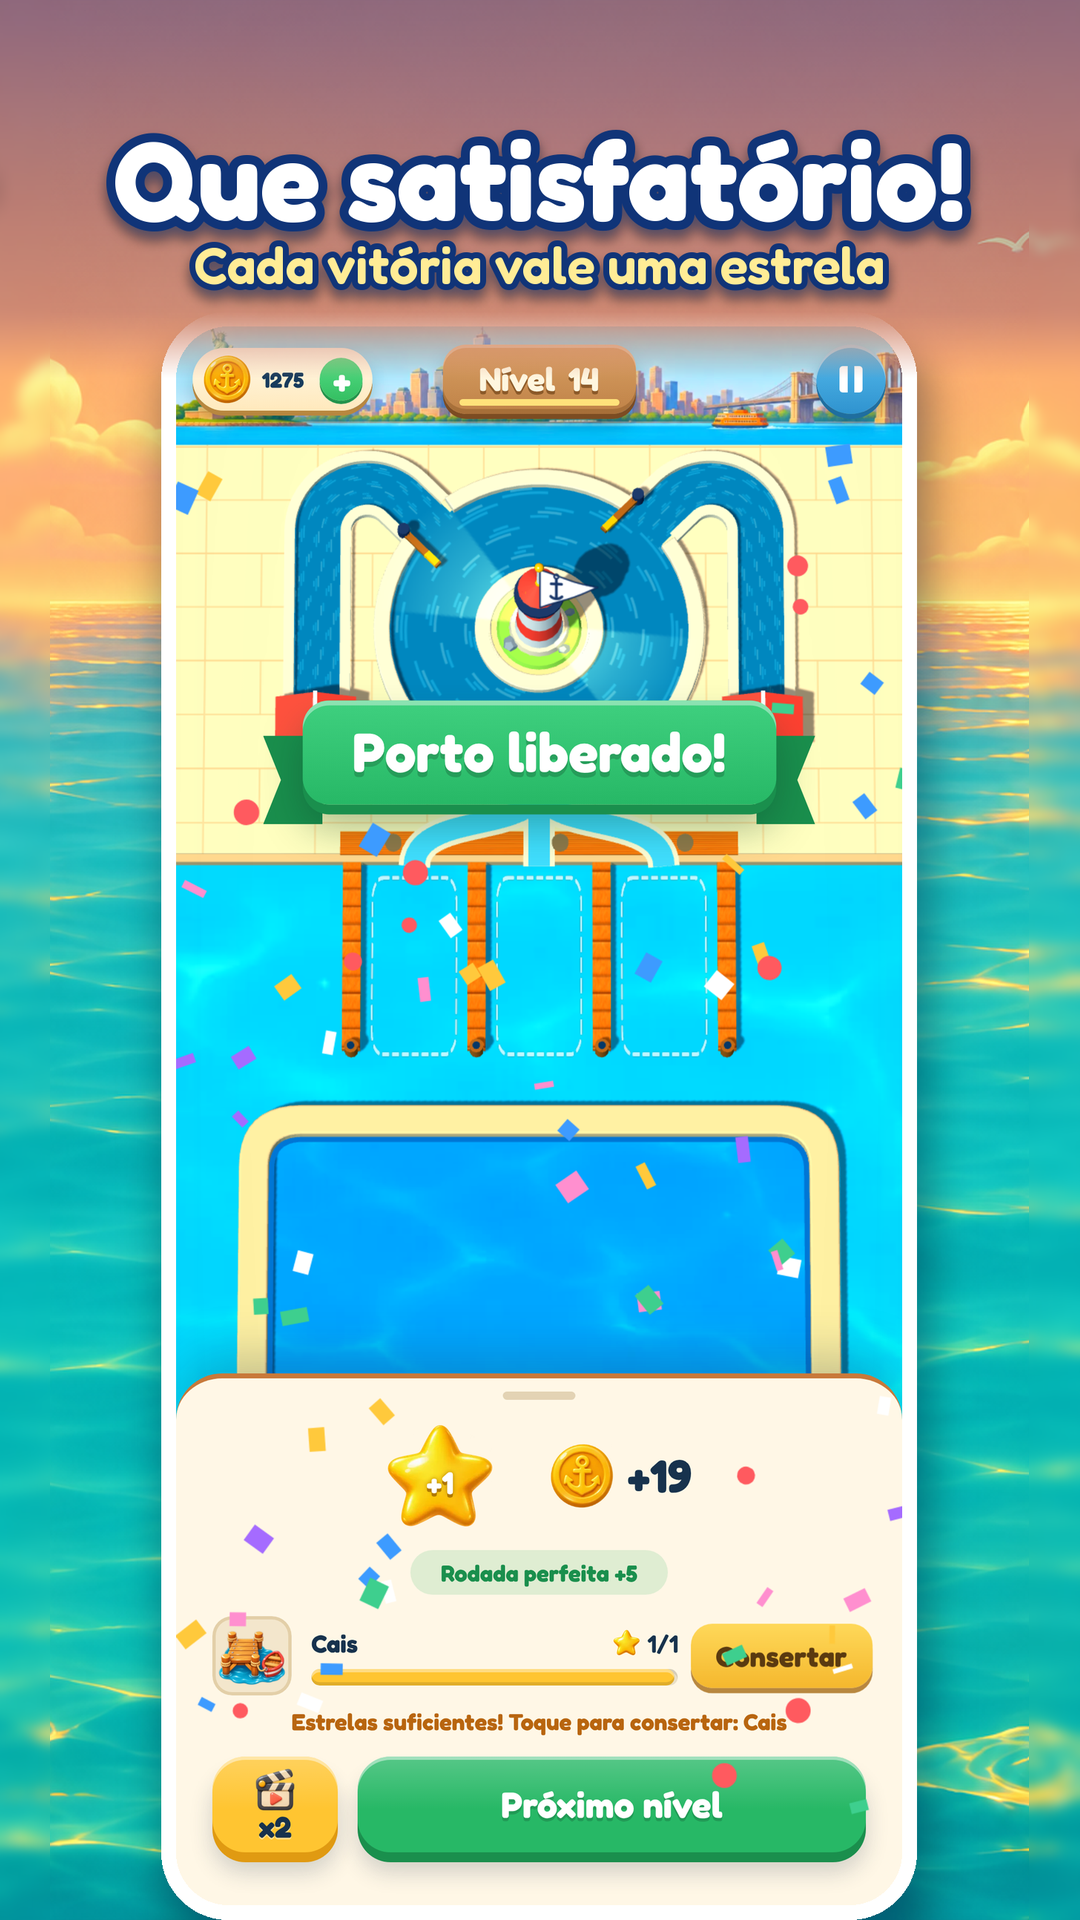 Que satisfatório!
Cada vitória vale uma estrela
1275
Nível 14
Porto liberado!
+1
+19
Rodada perfeita +5
Cais
1/1
Consertar
Estrelas suficientes! Toque para consertar: Cais
x2
Próximo nível